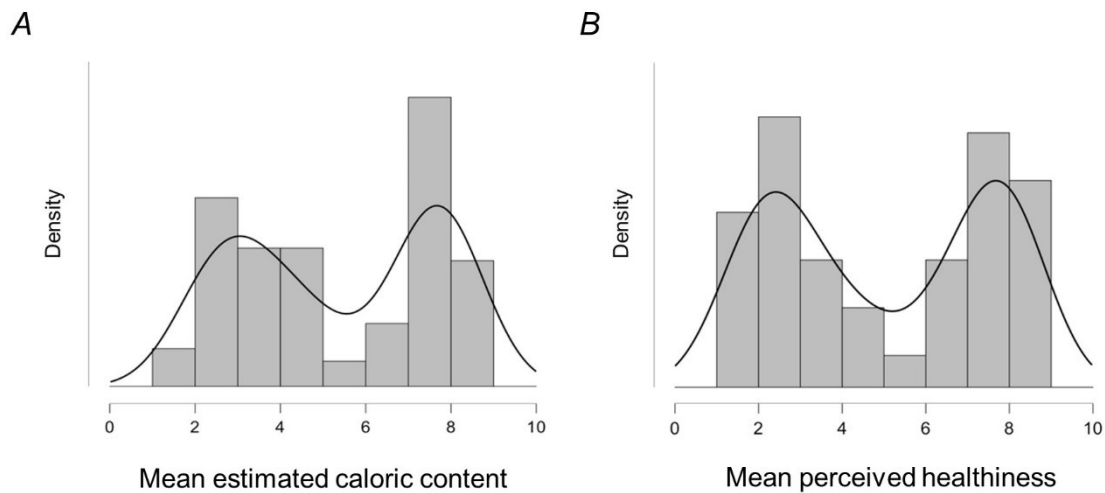 A
B
Density
Density
0 2 4 6 8 10
0 2 4 6 8 10
Mean estimated caloric content
Mean perceived healthiness